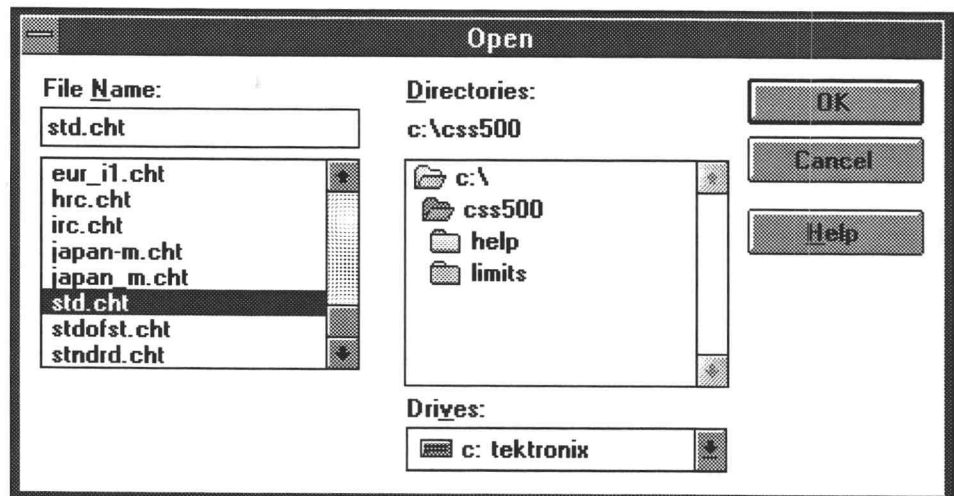 Open
File Name:
std.cht
eur_i1.cht
hrc.cht
irc.cht
japan-m.cht
japan_m.cht
std.cht
stdofst.cht
stndrd.cht
Directories:
c:\css500
c:\
css500
help
limits
Drives:
c: tektronix
OK
Cancel
Help